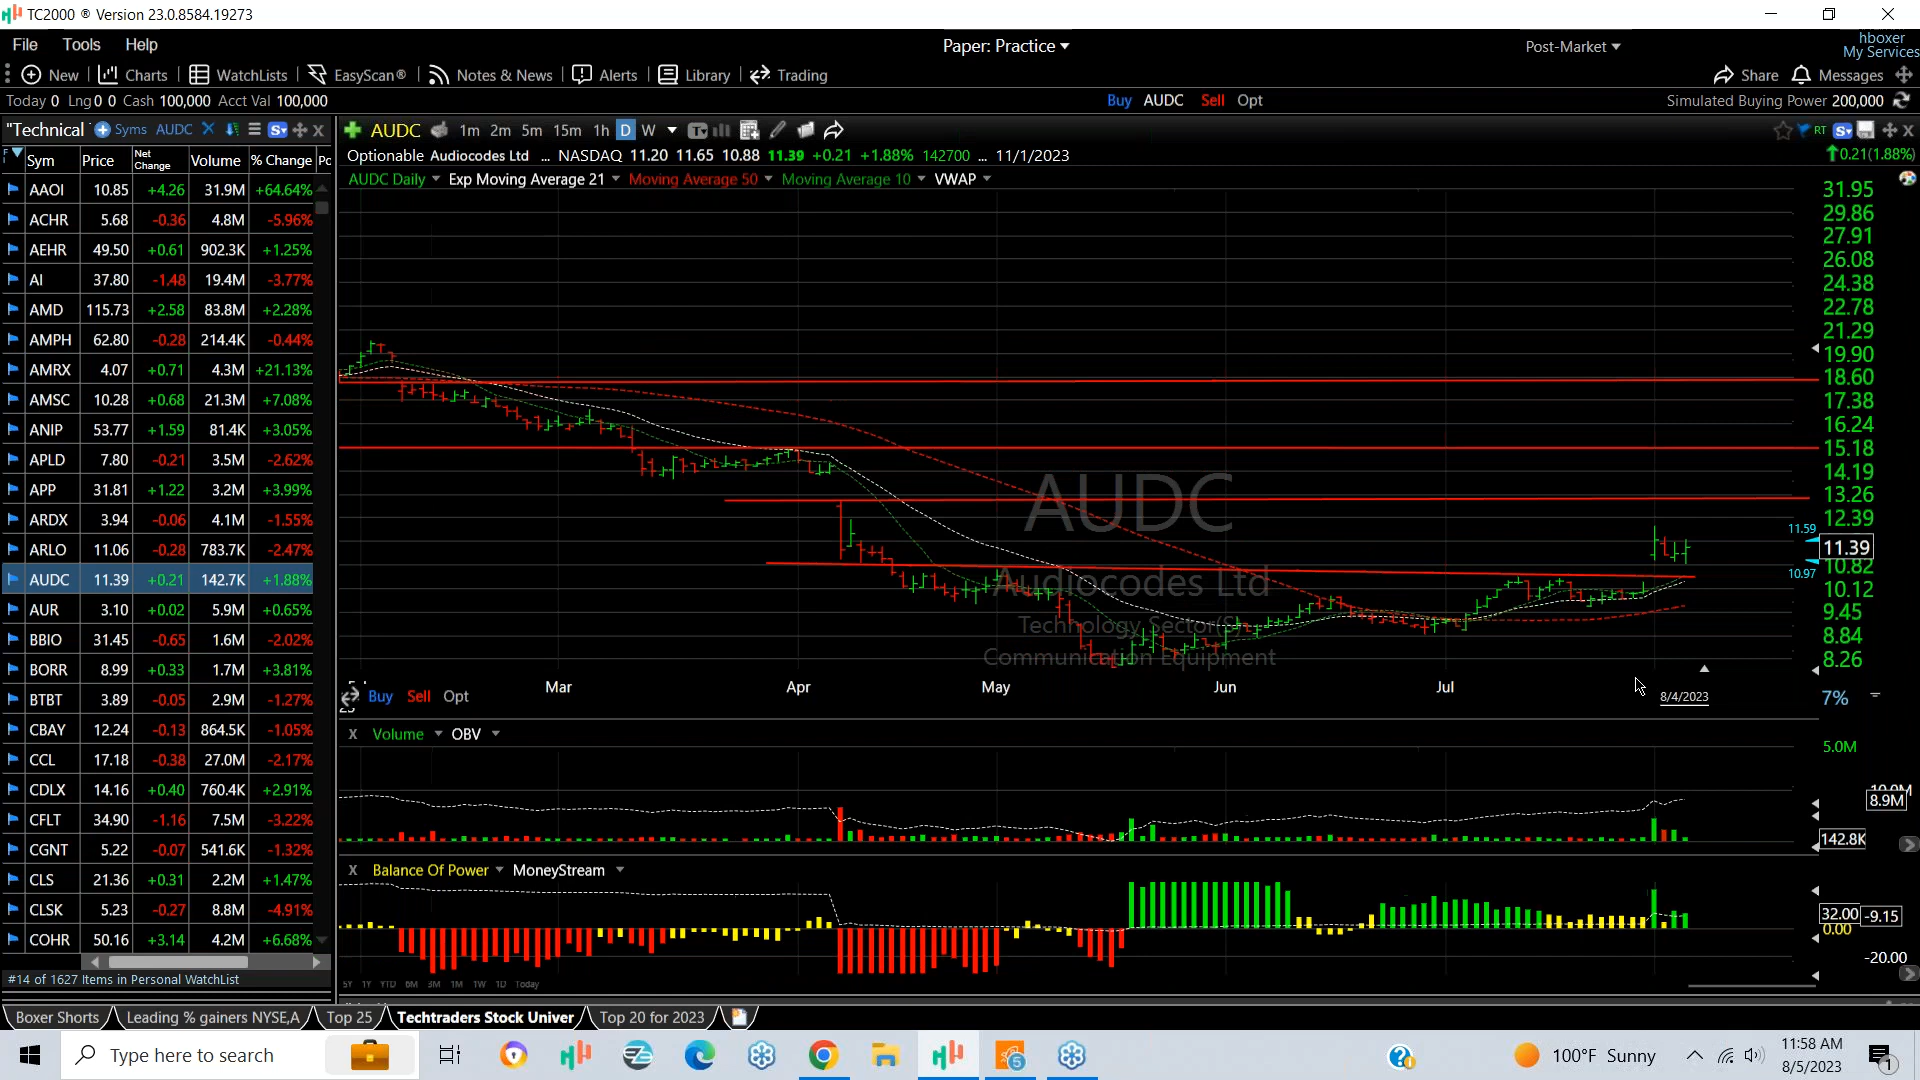 TC2000 ® Version 23.0.8584.19273
File Tools Help Paper: Practice Post-Market hboxer
My Services
New Charts WatchLists EasyScan® Notes & News Alerts Library Trading Share Messages
Today 0 Lng 0 0 Cash 100,000 Acct Val 100,000 Buy AUDC Sell Opt Simulated Buying Power 200,000
"Technical Syms AUDC
AUDC 1m 2m 5m 15m 1h D W RT
Sym Price Net Change Volume % Change
Optionable Audiocodes Ltd ... NASDAQ 11.20 11.65 10.88 11.39 +0.21 +1.88% 142700 ... 11/1/2023 0.21(1.88%)
AUDC Daily Exp Moving Average 21 Moving Average 50 Moving Average 10 VWAP
AAOI 10.85 +4.26 31.9M +64.64%
ACHR 5.68 -0.36 4.8M -5.96%
AEHR 49.50 +0.61 902.3K +1.25%
AI 37.80 -1.48 19.4M -3.77%
AMD 115.73 +2.58 83.8M +2.28%
AMPH 62.80 -0.28 214.4K -0.44%
AMRX 4.07 +0.71 4.3M +21.13%
AMSC 10.28 +0.68 21.3M +7.08%
ANIP 53.77 +1.59 81.4K +3.05%
APLD 7.80 -0.21 3.5M -2.62%
APP 31.81 +1.22 3.2M +3.99%
ARDX 3.94 -0.06 4.1M -1.55%
ARLO 11.06 -0.28 783.7K -2.47%
AUDC 11.39 +0.21 142.7K +1.88%
AUR 3.10 +0.02 5.9M +0.65%
BBIO 31.45 -0.65 1.6M -2.02%
BORR 8.99 +0.33 1.7M +3.81%
BTBT 3.89 -0.05 2.9M -1.27%
CBAY 12.24 -0.13 864.5K -1.05%
CCL 17.18 -0.38 27.0M -2.17%
CDLX 14.16 +0.40 760.4K +2.91%
CFLT 34.90 -1.16 7.5M -3.22%
CGNT 5.22 -0.07 541.6K -1.32%
CLS 21.36 +0.31 2.2M +1.47%
CLSK 5.23 -0.27 8.8M -4.91%
COHR 50.16 +3.14 4.2M +6.68%
#14 of 1627 Items in Personal WatchList
31.95
29.86
27.91
26.08
24.38
22.78
21.29
19.90
18.60
17.38
16.24
15.18
14.19
13.26
12.39
11.59
11.39
10.82
10.97
10.12
9.45
8.84
8.26
AUDC
Audiocodes Ltd
Technology Sector(S)
Communication Equipment
Mar Apr May Jun Jul
8/4/2023
7%
Buy Sell Opt
X Volume OBV
5.0M
8.9M
142.8K
X Balance Of Power MoneyStream
32.00 -9.15
0.00
-20.00
5Y 1Y YTD 6M 3M 1M 1W 1D Today
Boxer Shorts Leading % gainers NYSE,A Top 25 Techtraders Stock Univer Top 20 for 2023
Type here to search
5
100°F Sunny
11:58 AM
8/5/2023
1